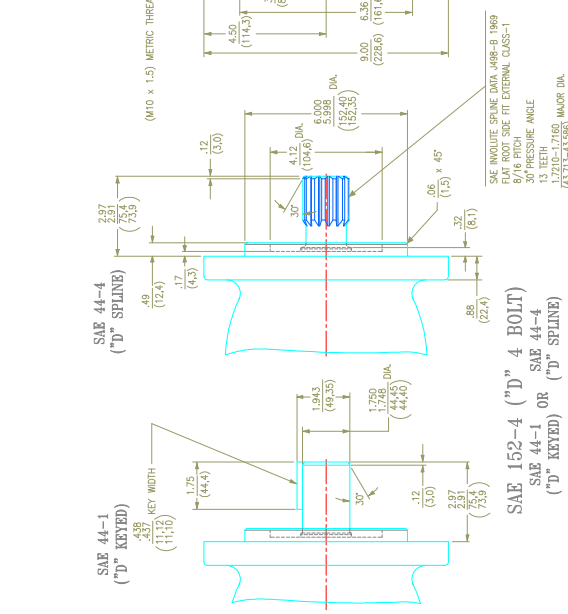 (M10 x 1.5) METRIC
8
6.36
4.50
(114,3)
9.00
(228,6)
6.000
5.998
(152,40)
(152,35)
DIA.
4.12 DIA.
(104,6)
.12
(3,0)
SAE INVOLUTE SPLINE DATA J498-B 1969
FLAT ROOT SIDE FIT EXTERNAL CLASS-1
8/16 PITCH
30° PRESSURE ANGLE
13 TEETH
1.7210-1.7160 MAJOR DIA.
30°
.06 x 45°
(1,5)
2.97
2.91
(75,4)
(73,9)
.32
(8,1)
.49
(12,4)
.17
(4,3)
.88
(22,4)
SAE 44-4
("D" SPLINE)
1.943
(49,35)
1.750
1.748
(44,45)
(44,40)
DIA.
KEY WIDTH
.438
.437
(11,12)
(11,10)
1.75
(44,4)
30°
.12
(3,0)
2.97
2.91
(75,4)
(73,9)
SAE 44-1
("D" KEYED)
SAE 152-4 ("D" 4 BOLT)
SAE 44-1 OR SAE 44-4
("D" KEYED) ("D" SPLINE)